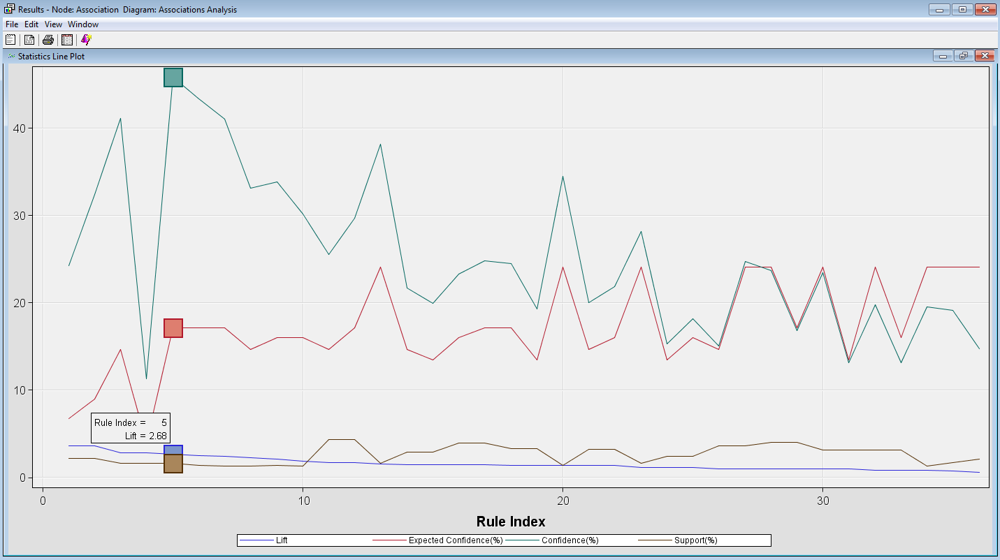 Results - Node: Association  Diagram: Associations Analysis
File Edit View Window
Statistics Line Plot
40
30
20
10
0
Rule Index = 5
Lift = 2.68
0 10 20 30
Rule Index
Lift Expected Confidence(%) Confidence(%) Support(%)